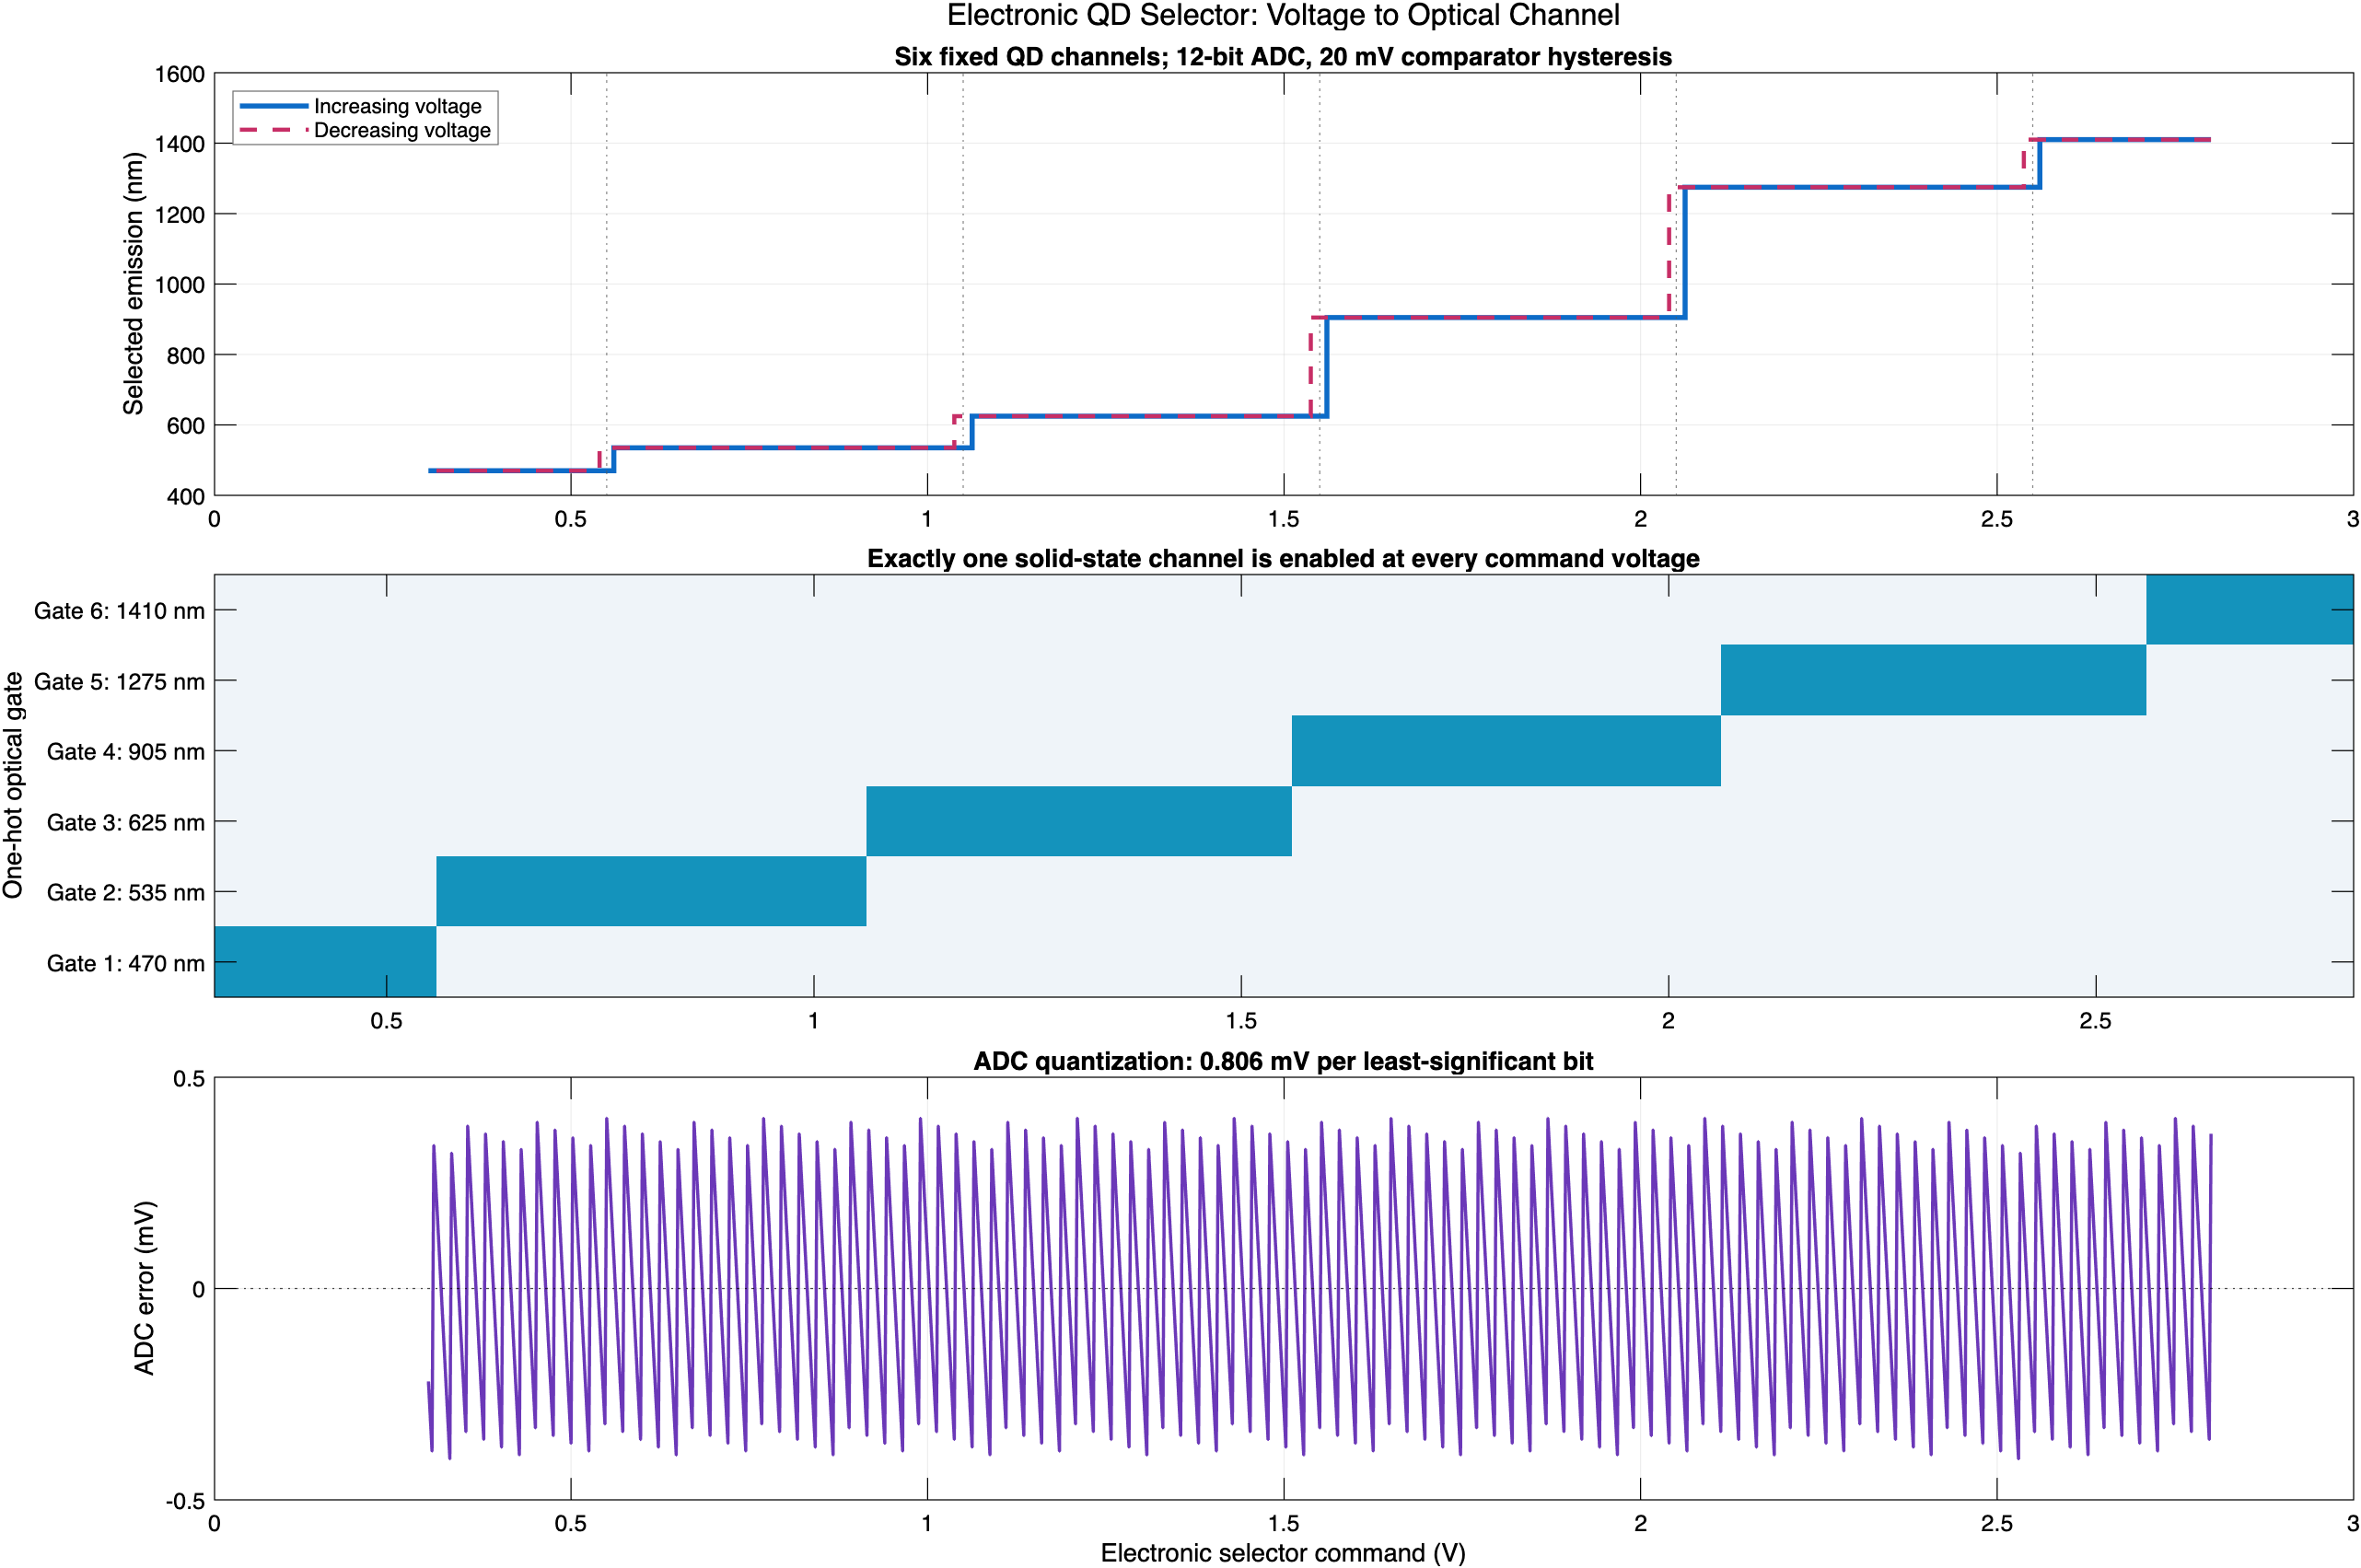 Electronic QD Selector: Voltage to Optical Channel
Six fixed QD channels; 12-bit ADC, 20 mV comparator hysteresis
1600
1400
1200
1000
800
600
400
Selected emission (nm)
Increasing voltage
Decreasing voltage
0 0.5 1 1.5 2 2.5 3
Exactly one solid-state channel is enabled at every command voltage
One-hot optical gate
Gate 6: 1410 nm
Gate 5: 1275 nm
Gate 4: 905 nm
Gate 3: 625 nm
Gate 2: 535 nm
Gate 1: 470 nm
0.5 1 1.5 2 2.5
ADC quantization: 0.806 mV per least-significant bit
0.5
0
-0.5
ADC error (mV)
0 0.5 1 1.5 2 2.5 3
Electronic selector command (V)